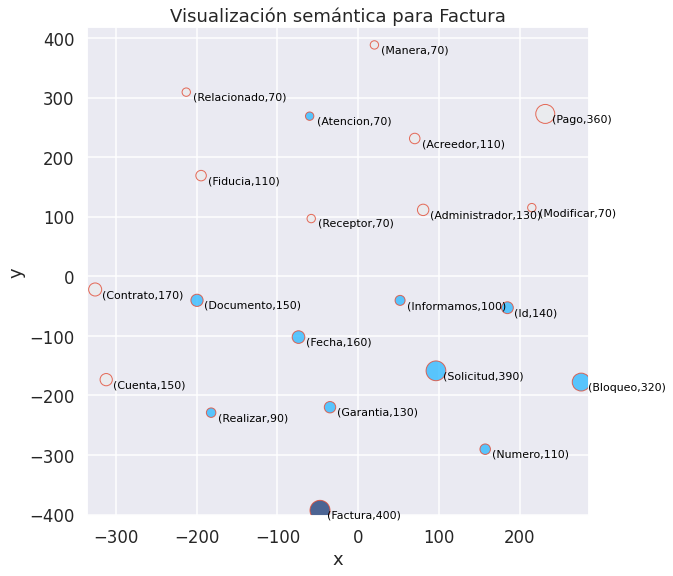 Visualización semántica para Factura
400
(Manera,70)
300
(Relacionado,70)
(Atencion,70)
(Pago,360)
200
(Acreedor,110)
(Fiducia,110)
100
(Receptor,70)
(Administrador,130)
(Modificar,70)
0
(Contrato,170)
(Documento,150)
(Informamos,100)
(Id,140)
−100
(Fecha,160)
(Solicitud,390)
(Cuenta,150)
(Bloqueo,320)
−200
(Realizar,90)
(Garantia,130)
−300
(Numero,110)
−400
(Factura,400)
−300 −200 −100 0 100 200
x
y